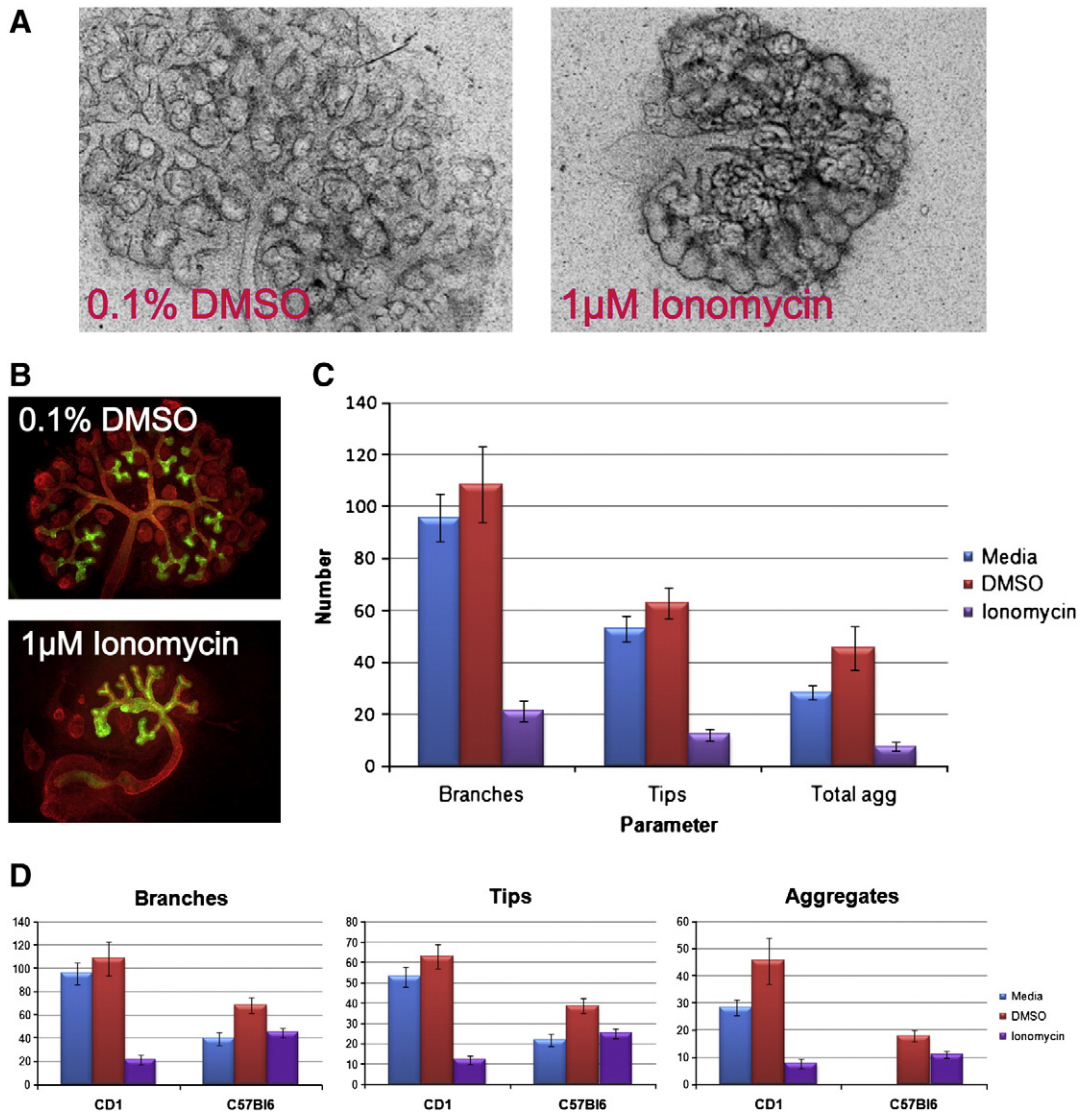 A
0.1% DMSO
1µM Ionomycin
B
0.1% DMSO
1µM Ionomycin
C
140
120
100
80
60
40
20
0
Number
Branches
Tips
Total agg
Parameter
Media
DMSO
Ionomycin
D
Branches
140
120
100
80
60
40
20
0
CD1
C57Bl6
Tips
80
70
60
50
40
30
20
10
0
CD1
C57Bl6
Aggregates
60
50
40
30
20
10
0
CD1
C57Bl6
Media
DMSO
Ionomycin